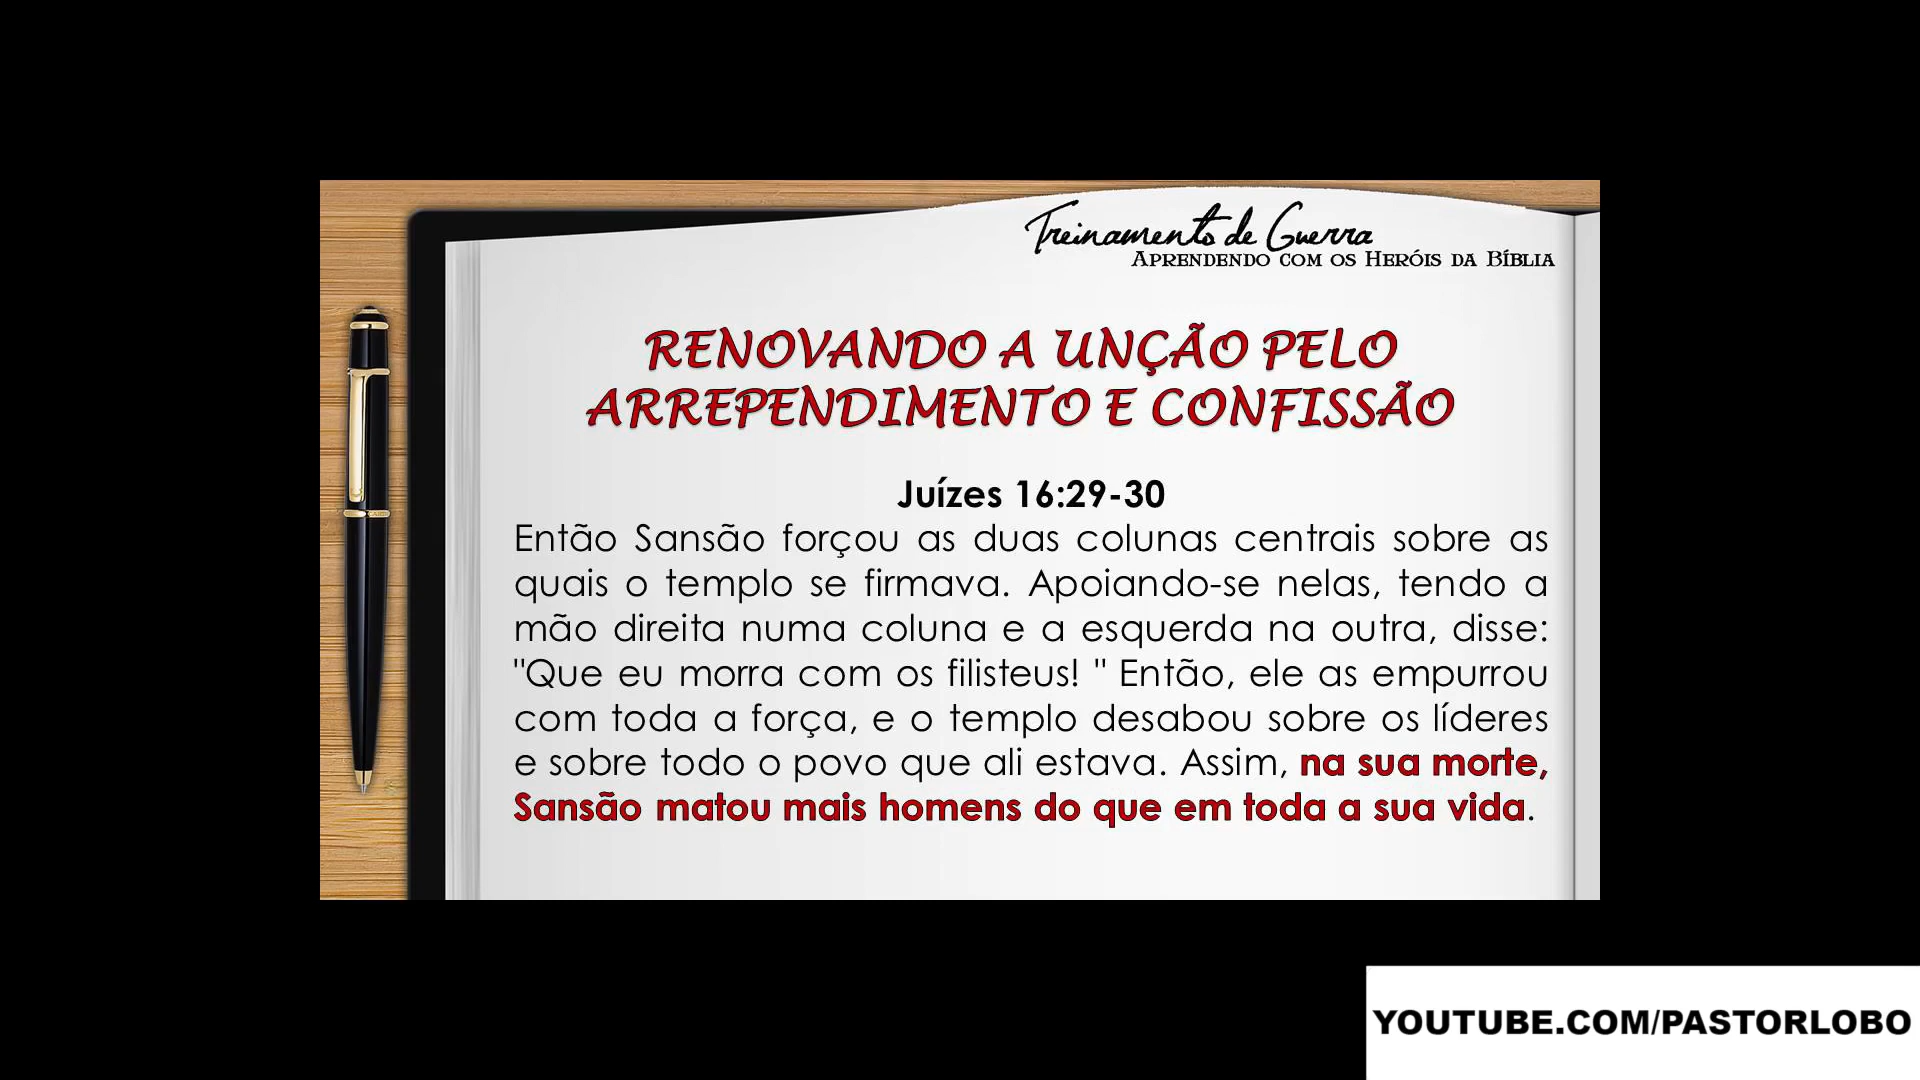 Treinamento de Guerra
Aprendendo com os Heróis da Bíblia
RENOVANDO A UNÇÃO PELO
ARREPENDIMENTO E CONFISSÃO
Juízes 16:29-30
Então Sansão forçou as duas colunas centrais sobre as
quais o templo se firmava. Apoiando-se nelas, tendo a
mão direita numa coluna e a esquerda na outra, disse:
"Que eu morra com os filisteus! " Então, ele as empurrou
com toda a força, e o templo desabou sobre os líderes
e sobre todo o povo que ali estava. Assim, na sua morte,
Sansão matou mais homens do que em toda a sua vida.
YOUTUBE.COM/PASTORLOBO